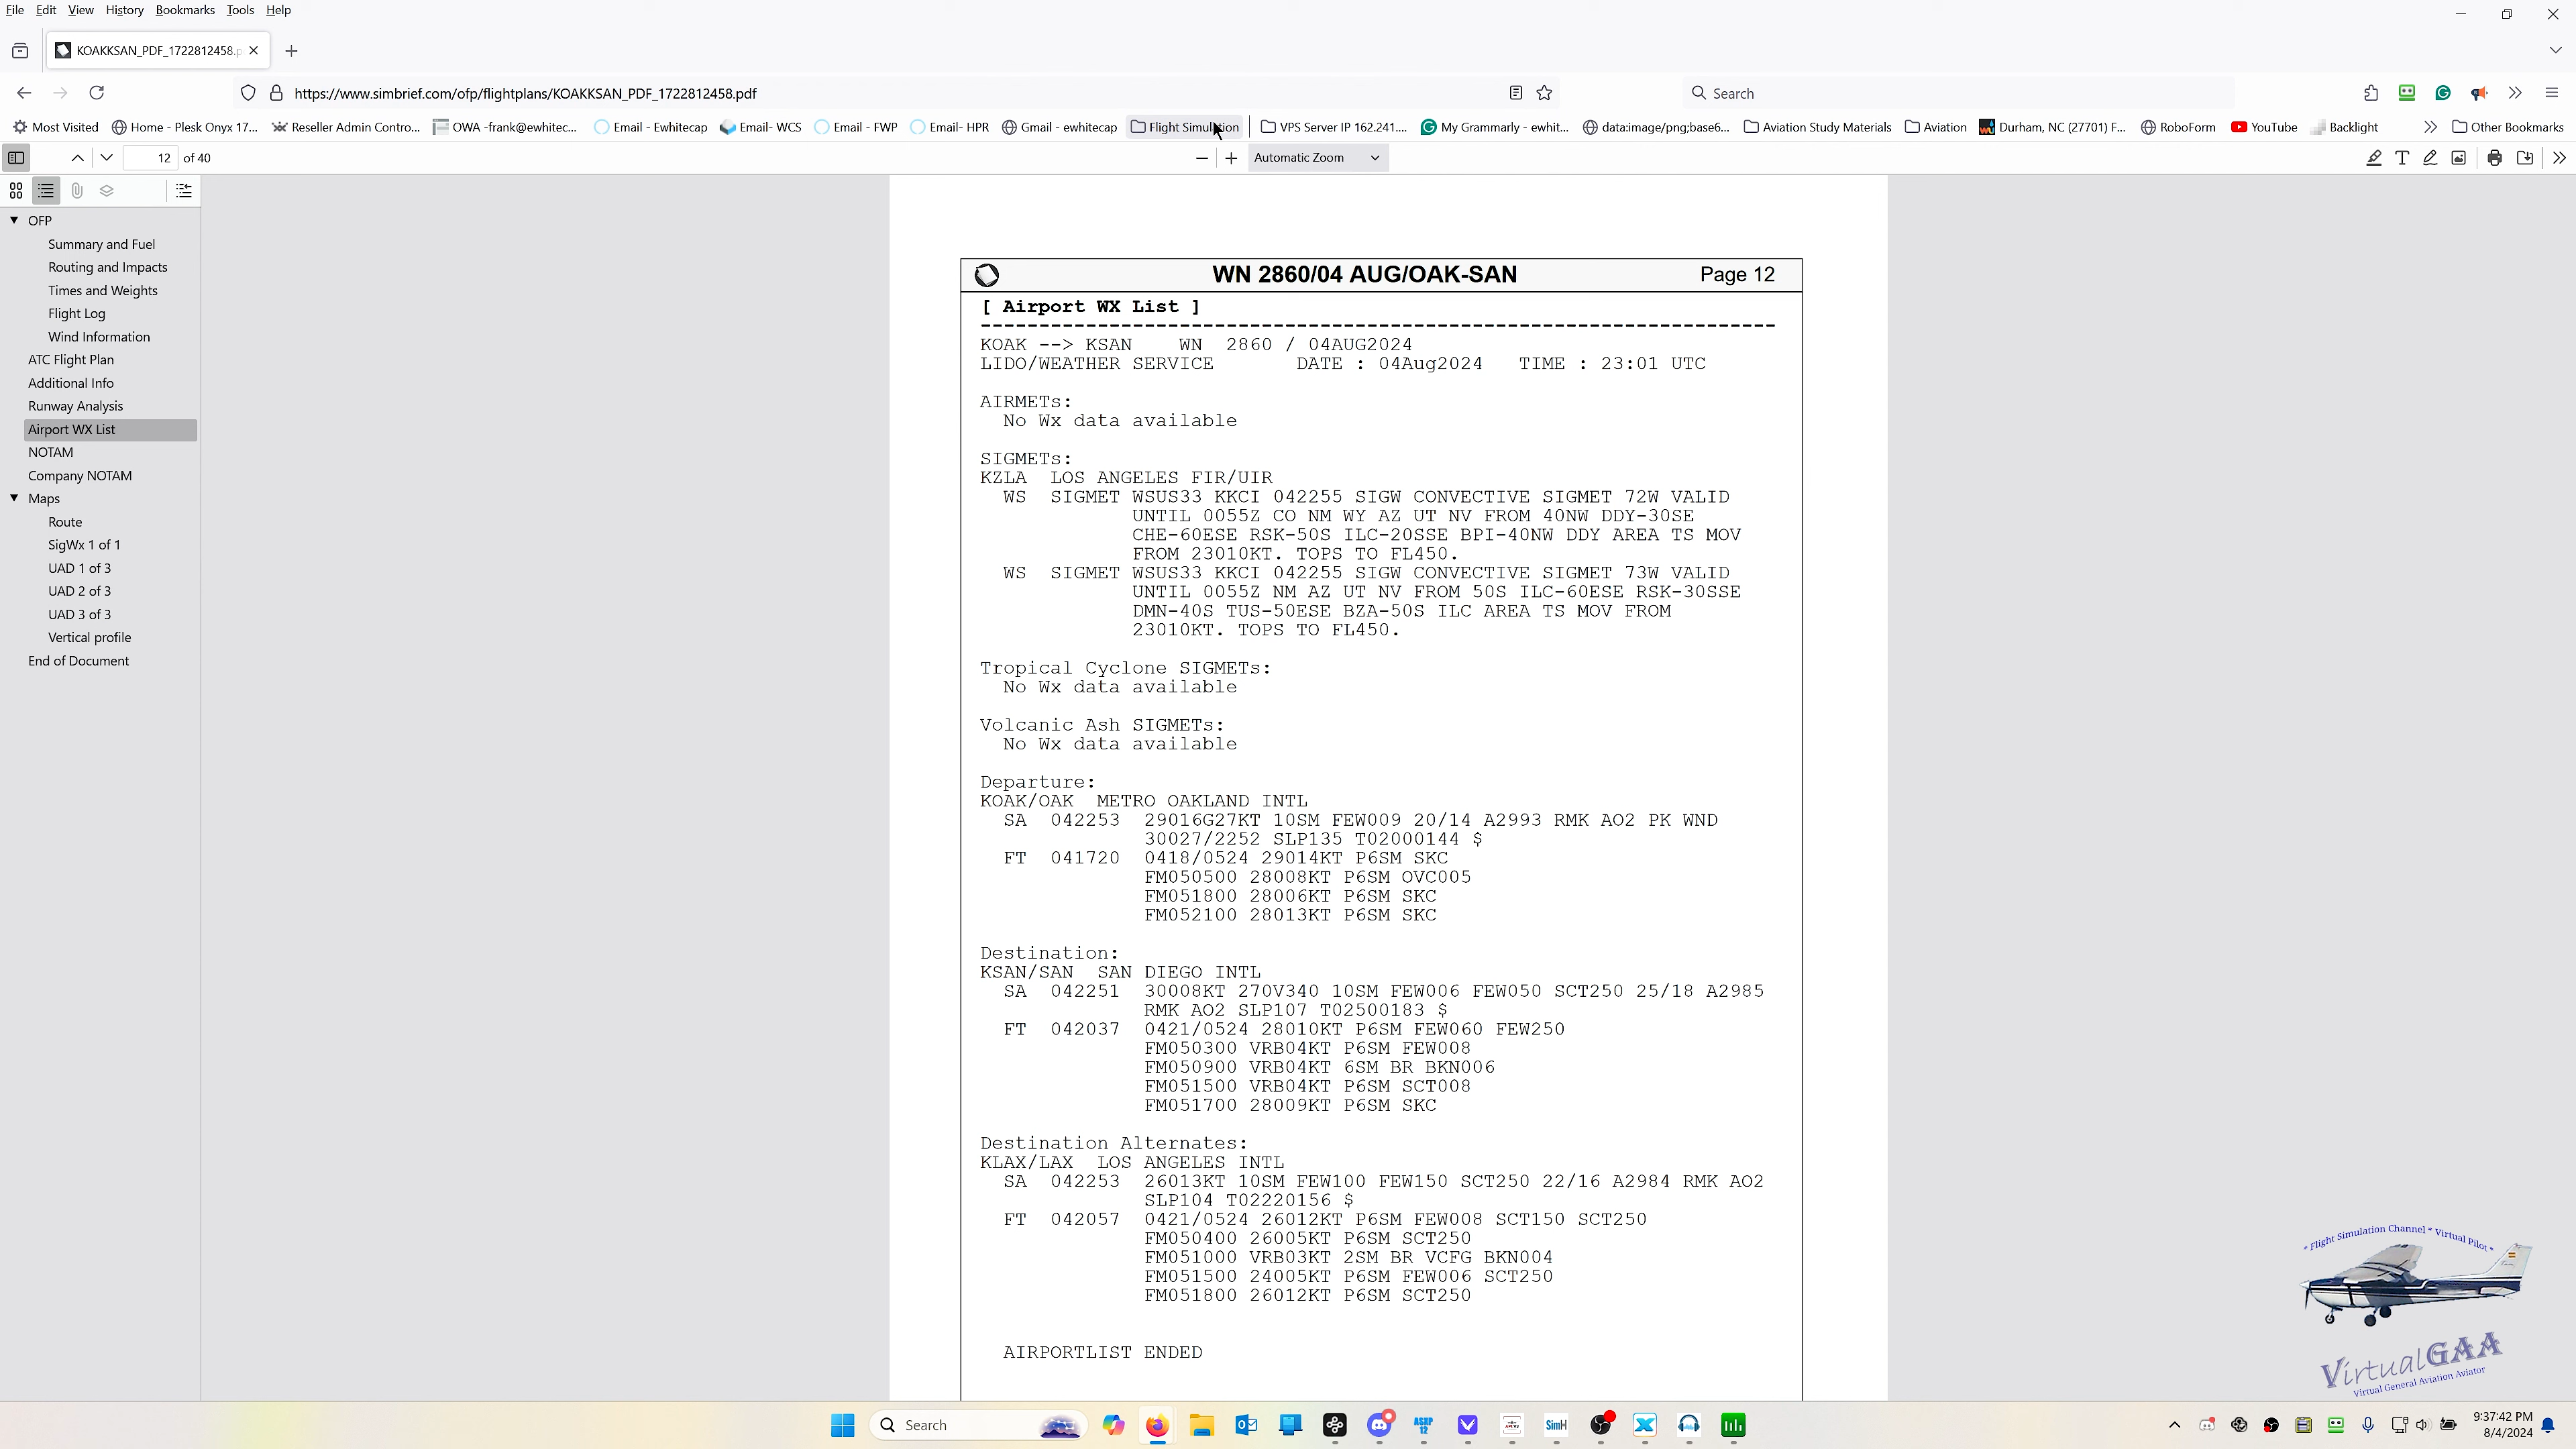 File Edit View History Bookmarks Tools Help
KOAKKSAN_PDF_1722812458.p
https://www.simbrief.com/ofp/flightplans/KOAKKSAN_PDF_1722812458.pdf
Search
Most Visited Home - Plesk Onyx 17... Reseller Admin Contro... OWA -frank@ewhitec... Email - Ewhitecap Email- WCS Email - FWP Email- HPR Gmail - ewhitecap Flight Simulation VPS Server IP 162.241.... My Grammarly - ewhit... data:image/png;base6... Aviation Study Materials Aviation Durham, NC (27701) F... RoboForm YouTube Backlight Other Bookmarks
12 of 40 Automatic Zoom
OFP
Summary and Fuel
Routing and Impacts
Times and Weights
Flight Log
Wind Information
ATC Flight Plan
Additional Info
Runway Analysis
Airport WX List
NOTAM
Company NOTAM
Maps
Route
SigWx 1 of 1
UAD 1 of 3
UAD 2 of 3
UAD 3 of 3
Vertical profile
End of Document
WN 2860/04 AUG/OAK-SAN Page 12
[ Airport WX List ]
--------------------------------------------------------------------
KOAK --> KSAN WN 2860 / 04AUG2024
LIDO/WEATHER SERVICE DATE : 04Aug2024 TIME : 23:01 UTC
AIRMETs:
No Wx data available
SIGMETs:
KZLA LOS ANGELES FIR/UIR
WS SIGMET WSUS33 KKCI 042255 SIGW CONVECTIVE SIGMET 72W VALID
UNTIL 0055Z CO NM WY AZ UT NV FROM 40NW DDY-30SE
CHE-60ESE RSK-50S ILC-20SSE BPI-40NW DDY AREA TS MOV
FROM 23010KT. TOPS TO FL450.
WS SIGMET WSUS33 KKCI 042255 SIGW CONVECTIVE SIGMET 73W VALID
UNTIL 0055Z NM AZ UT NV FROM 50S ILC-60ESE RSK-30SSE
DMN-40S TUS-50ESE BZA-50S ILC AREA TS MOV FROM
23010KT. TOPS TO FL450.
Tropical Cyclone SIGMETs:
No Wx data available
Volcanic Ash SIGMETs:
No Wx data available
Departure:
KOAK/OAK METRO OAKLAND INTL
SA 042253 29016G27KT 10SM FEW009 20/14 A2993 RMK AO2 PK WND
30027/2252 SLP135 T02000144 $
FT 041720 0418/0524 29014KT P6SM SKC
FM050500 28008KT P6SM OVC005
FM051800 28006KT P6SM SKC
FM052100 28013KT P6SM SKC
Destination:
KSAN/SAN SAN DIEGO INTL
SA 042251 30008KT 270V340 10SM FEW006 FEW050 SCT250 25/18 A2985
RMK AO2 SLP107 T02500183 $
FT 042037 0421/0524 28010KT P6SM FEW060 FEW250
FM050300 VRB04KT P6SM FEW008
FM050900 VRB04KT 6SM BR BKN006
FM051500 VRB04KT P6SM SCT008
FM051700 28009KT P6SM SKC
Destination Alternates:
KLAX/LAX LOS ANGELES INTL
SA 042253 26013KT 10SM FEW100 FEW150 SCT250 22/16 A2984 RMK AO2
SLP104 T02220156 $
FT 042057 0421/0524 26012KT P6SM FEW008 SCT150 SCT250
FM050400 26005KT P6SM SCT250
FM051000 VRB03KT 2SM BR VCFG BKN004
FM051500 24005KT P6SM FEW006 SCT250
FM051800 26012KT P6SM SCT250
AIRPORTLIST ENDED
* Flight Simulation Channel * Virtual Pilot *
VirtualGAA
Virtual General Aviation Aviator
Search
ASXP
12
SimH
9:37:42 PM
8/4/2024